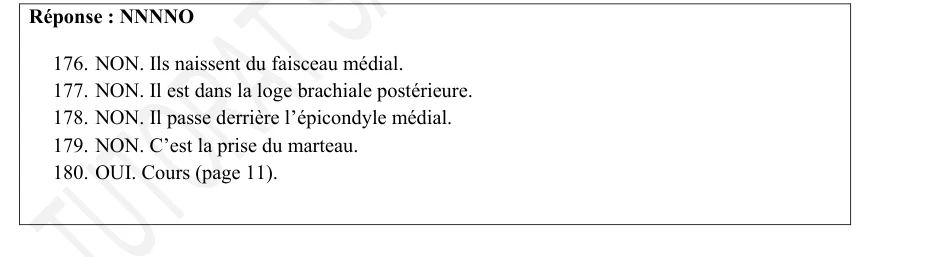 Réponse : NNNNO
176. NON. Ils naissent du faisceau médial.
177. NON. Il est dans la loge brachiale postérieure.
178. NON. Il passe derrière l’épicondyle médial.
179. NON. C’est la prise du marteau.
180. OUI. Cours (page 11).
TUTORAT S